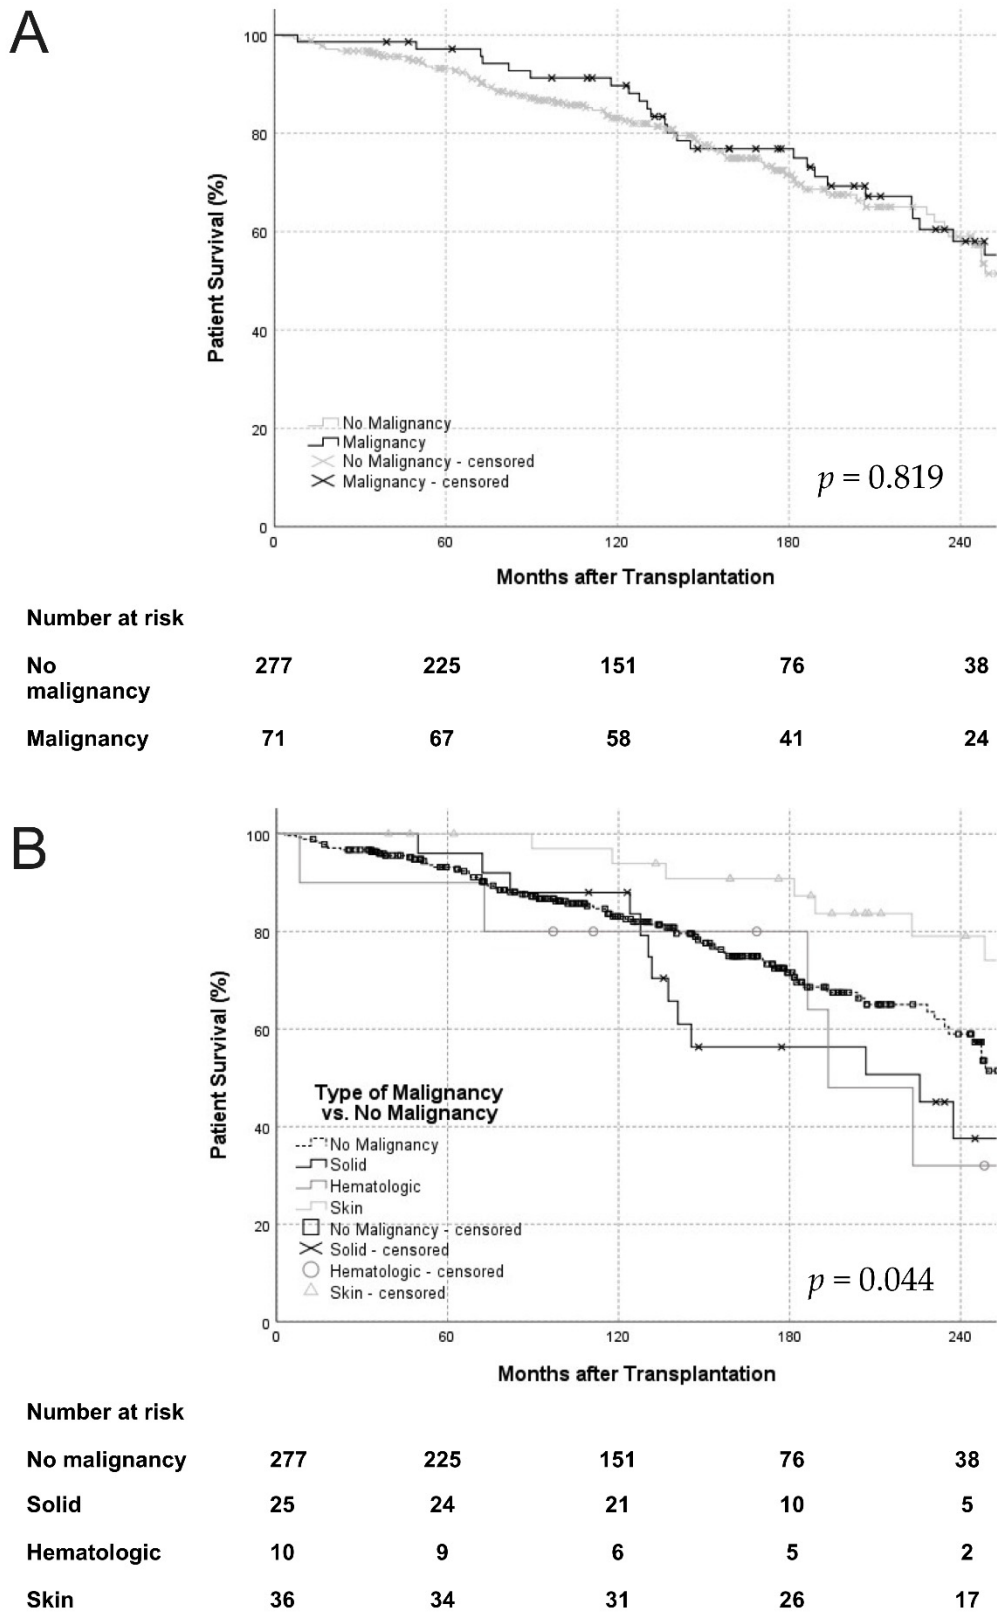 A
100
80
60
40
20
0
Patient Survival (%)
No Malignancy
Malignancy
No Malignancy - censored
Malignancy - censored
p = 0.819
0 60 120 180 240
Months after Transplantation
Number at risk
No malignancy 277 225 151 76 38
Malignancy 71 67 58 41 24
B
100
80
60
40
20
0
Patient Survival (%)
Type of Malignancy
vs. No Malignancy
No Malignancy
Solid
Hematologic
Skin
No Malignancy - censored
Solid - censored
Hematologic - censored
Skin - censored
p = 0.044
0 60 120 180 240
Months after Transplantation
Number at risk
No malignancy 277 225 151 76 38
Solid 25 24 21 10 5
Hematologic 10 9 6 5 2
Skin 36 34 31 26 17